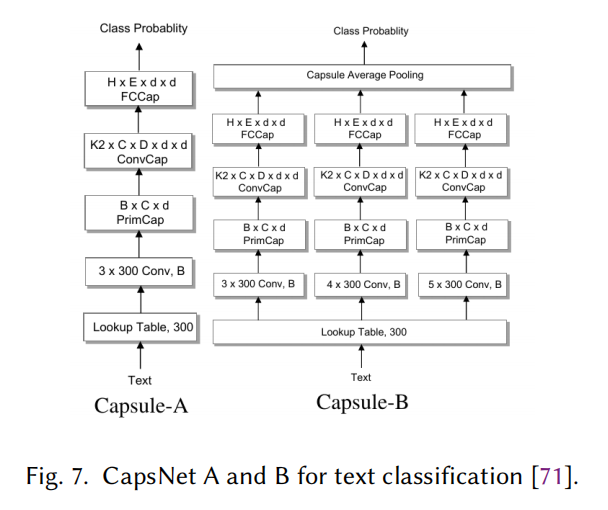 Class Probablity
H x E x d x d
FCCap
K2 x C x D x d x d
ConvCap
B x C x d
PrimCap
3 x 300 Conv, B
Lookup Table, 300
Text
Capsule-A
Class Probablity
Capsule Average Pooling
H x E x d x d
FCCap
H x E x d x d
FCCap
H x E x d x d
FCCap
K2 x C x D x d x d
ConvCap
K2 x C x D x d x d
ConvCap
K2 x C x D x d x d
ConvCap
B x C x d
PrimCap
B x C x d
PrimCap
B x C x d
PrimCap
3 x 300 Conv, B
4 x 300 Conv, B
5 x 300 Conv, B
Lookup Table, 300
Text
Capsule-B
Fig. 7. CapsNet A and B for text classification [71].